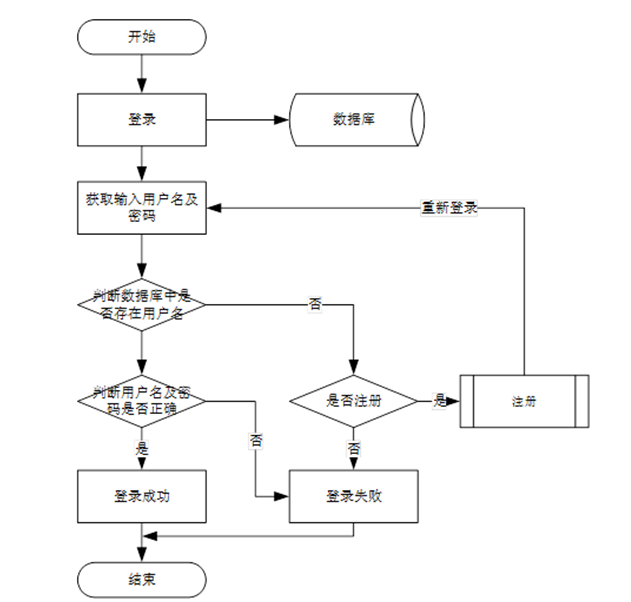 开始
登录
数据库
获取输入用户名及
密码
重新登录
判断数据库中是
否存在用户名
否
判断用户名及密
码是否正确
是否注册
是
注册
是
否
否
登录成功
登录失败
结束